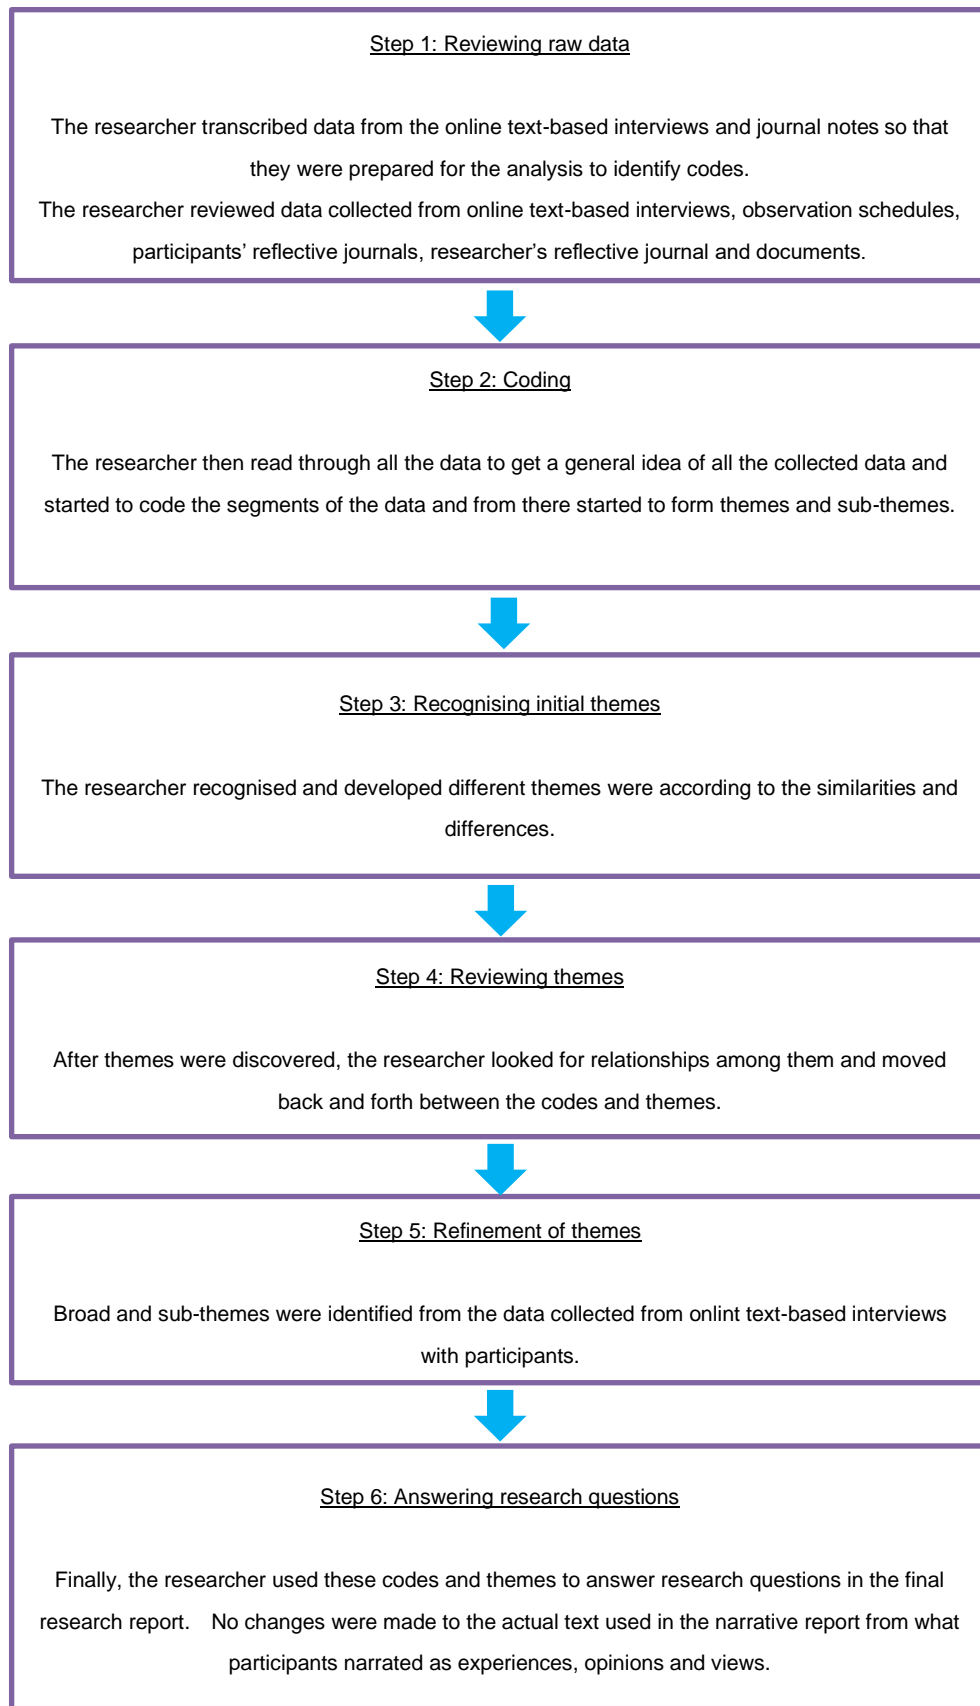 Step 1: Reviewing raw data
The researcher transcribed data from the online text-based interviews and journal notes so that
they were prepared for the analysis to identify codes.
The researcher reviewed data collected from online text-based interviews, observation schedules,
participants’ reflective journals, researcher’s reflective journal and documents.
Step 2: Coding
The researcher then read through all the data to get a general idea of all the collected data and
started to code the segments of the data and from there started to form themes and sub-themes.
Step 3: Recognising initial themes
The researcher recognised and developed different themes were according to the similarities and
differences.
Step 4: Reviewing themes
After themes were discovered, the researcher looked for relationships among them and moved
back and forth between the codes and themes.
Step 5: Refinement of themes
Broad and sub-themes were identified from the data collected from onlint text-based interviews
with participants.
Step 6: Answering research questions
Finally, the researcher used these codes and themes to answer research questions in the final
research report.   No changes were made to the actual text used in the narrative report from what
participants narrated as experiences, opinions and views.